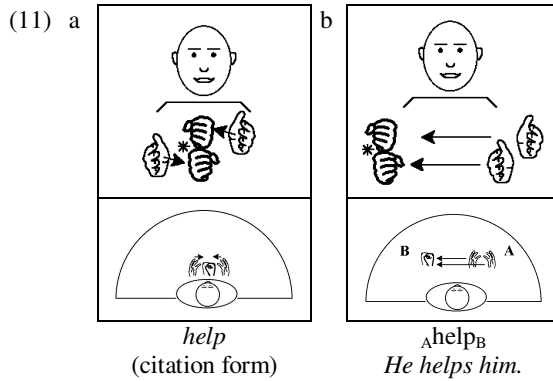 (11) a b
* *
B A
help AhelpB
(citation form) He helps him.